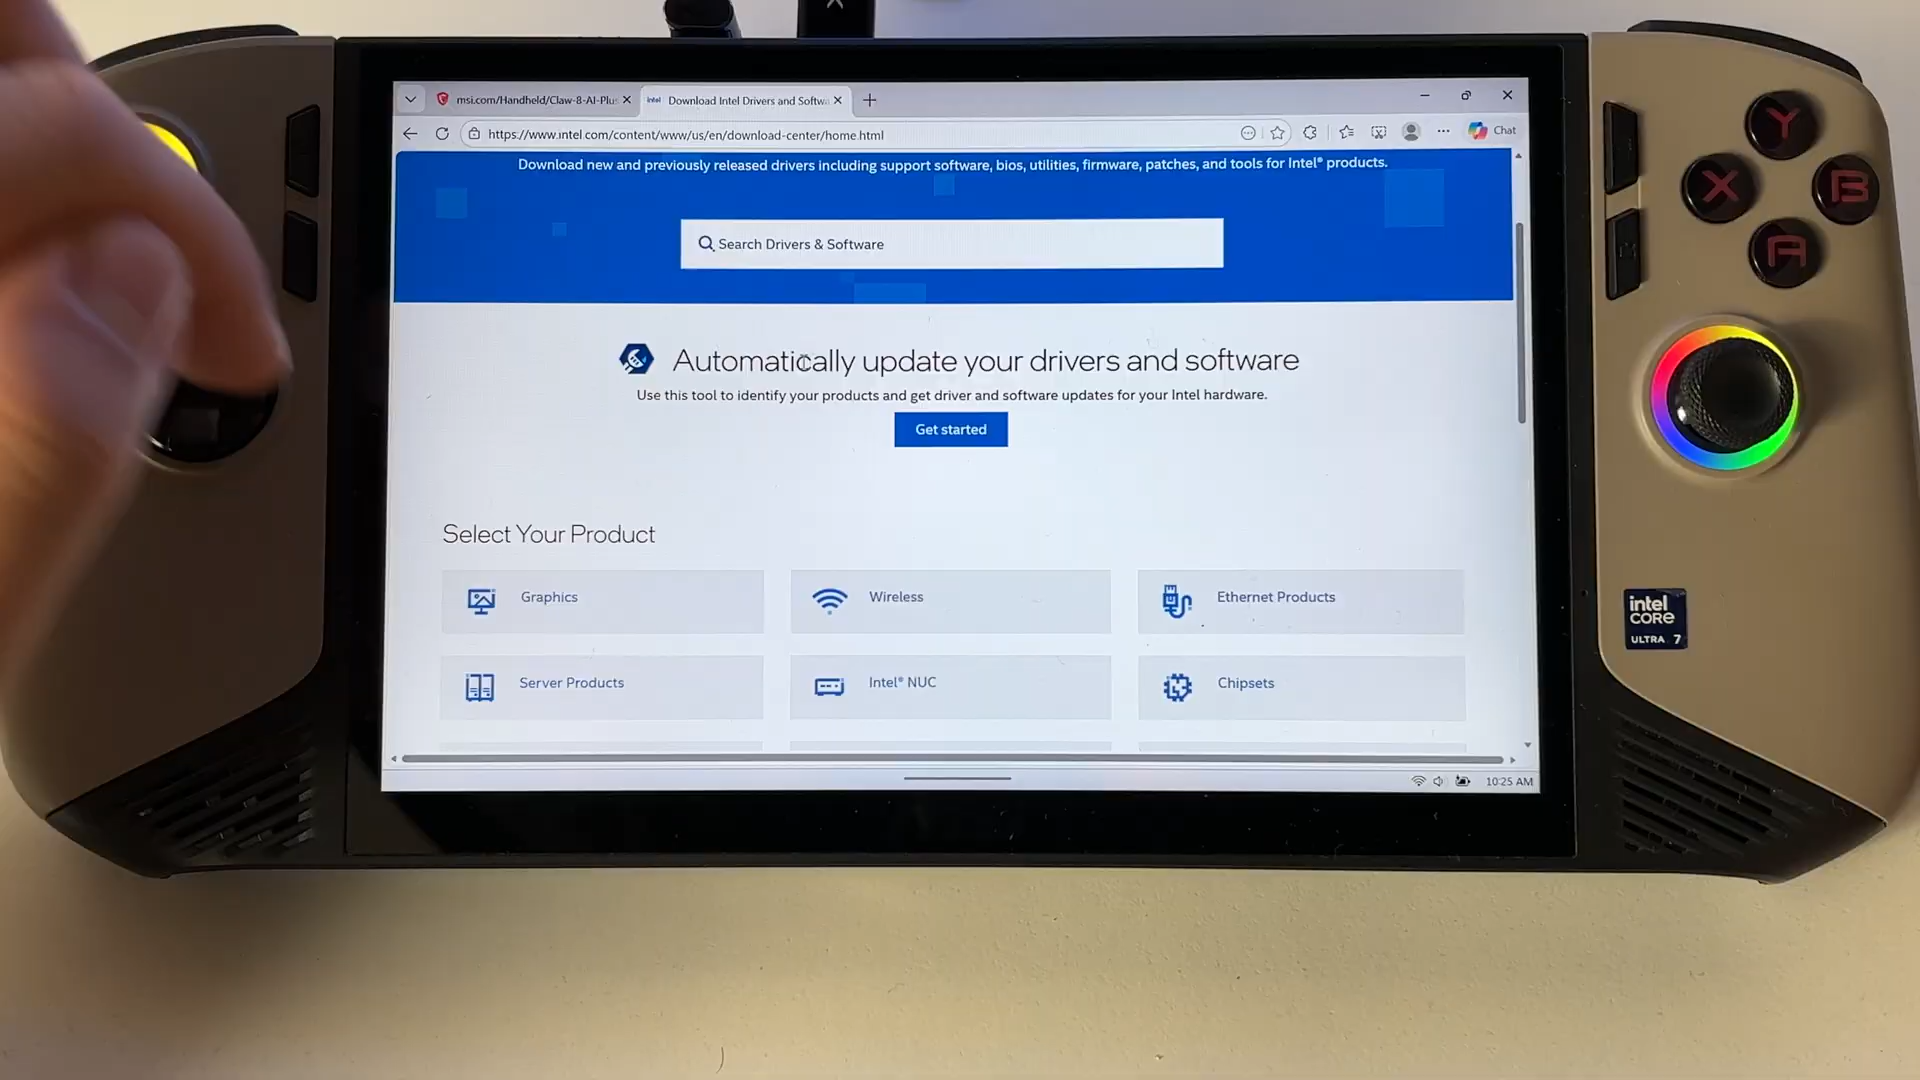 msi.com/Handheld/Claw-8-AI-Plus
intel
Download Intel Drivers and Softwa
https://www.intel.com/content/www/us/en/download-center/home.html
Chat
Download new and previously released drivers including support software, bios, utilities, firmware, patches, and tools for Intel® products.
Search Drivers & Software
Automatically update your drivers and software
Use this tool to identify your products and get driver and software updates for your Intel hardware.
Get started
Select Your Product
Graphics
Wireless
Ethernet Products
Server Products
Intel® NUC
Chipsets
10:25 AM
Y
X
B
A
intel
CORE
ULTRA 7